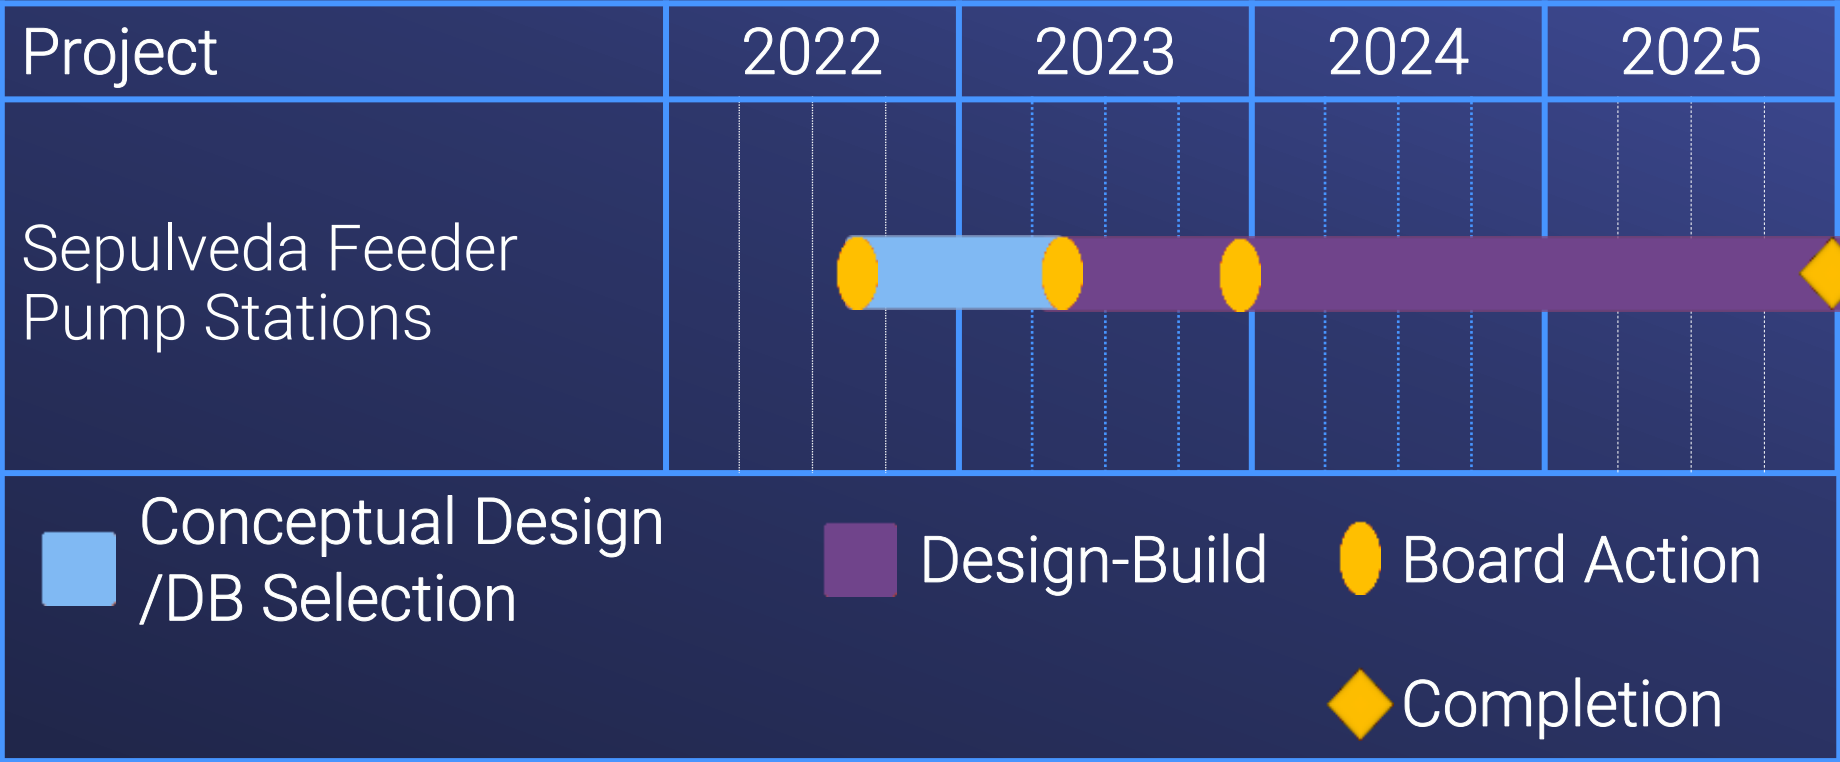 Project 2022 2023 2024 2025
Sepulveda Feeder
Pump Stations
Conceptual Design
/DB Selection
Design-Build
Board Action
Completion